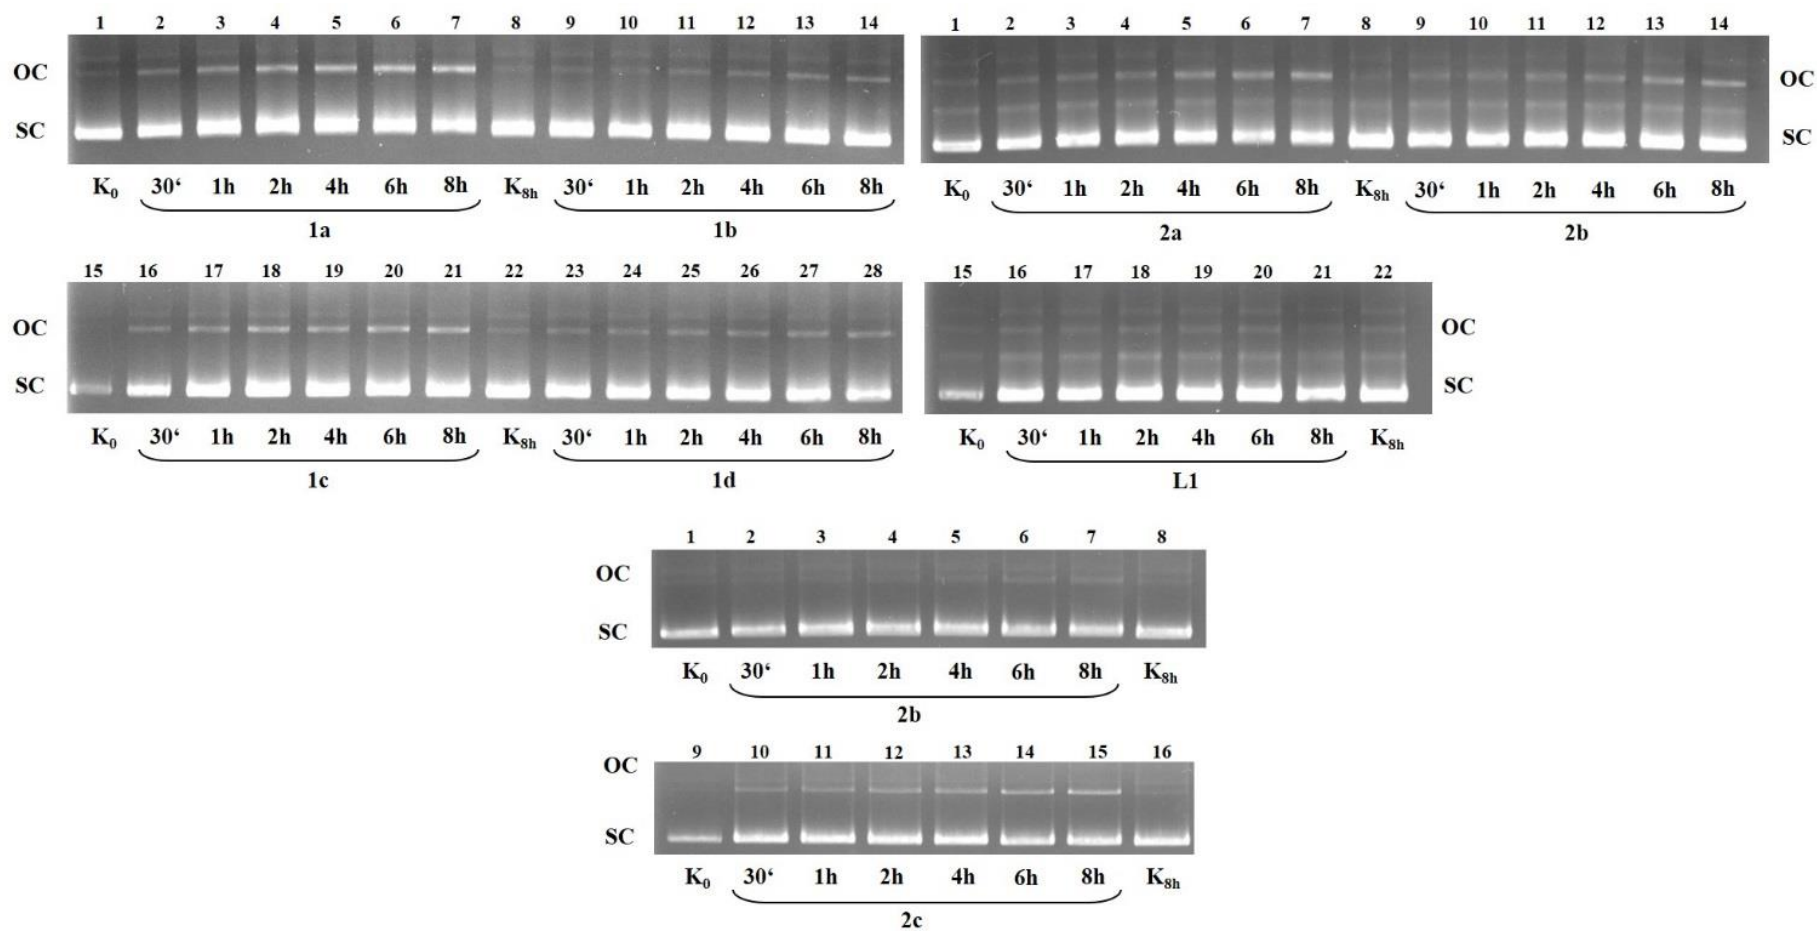 1 2 3 4 5 6 7 8 9 10 11 12 13 14
OC
SC
K0 30‘ 1h 2h 4h 6h 8h K8h 30‘ 1h 2h 4h 6h 8h
1a 1b
1 2 3 4 5 6 7 8 9 10 11 12 13 14
OC
SC
K0 30‘ 1h 2h 4h 6h 8h K8h 30‘ 1h 2h 4h 6h 8h
2a 2b
15 16 17 18 19 20 21 22 23 24 25 26 27 28
OC
SC
K0 30‘ 1h 2h 4h 6h 8h K8h 30‘ 1h 2h 4h 6h 8h
1c 1d
15 16 17 18 19 20 21 22
OC
SC
K0 30‘ 1h 2h 4h 6h 8h K8h
L1
1 2 3 4 5 6 7 8
OC
SC
K0 30‘ 1h 2h 4h 6h 8h K8h
2b
9 10 11 12 13 14 15 16
OC
SC
K0 30‘ 1h 2h 4h 6h 8h K8h
2c